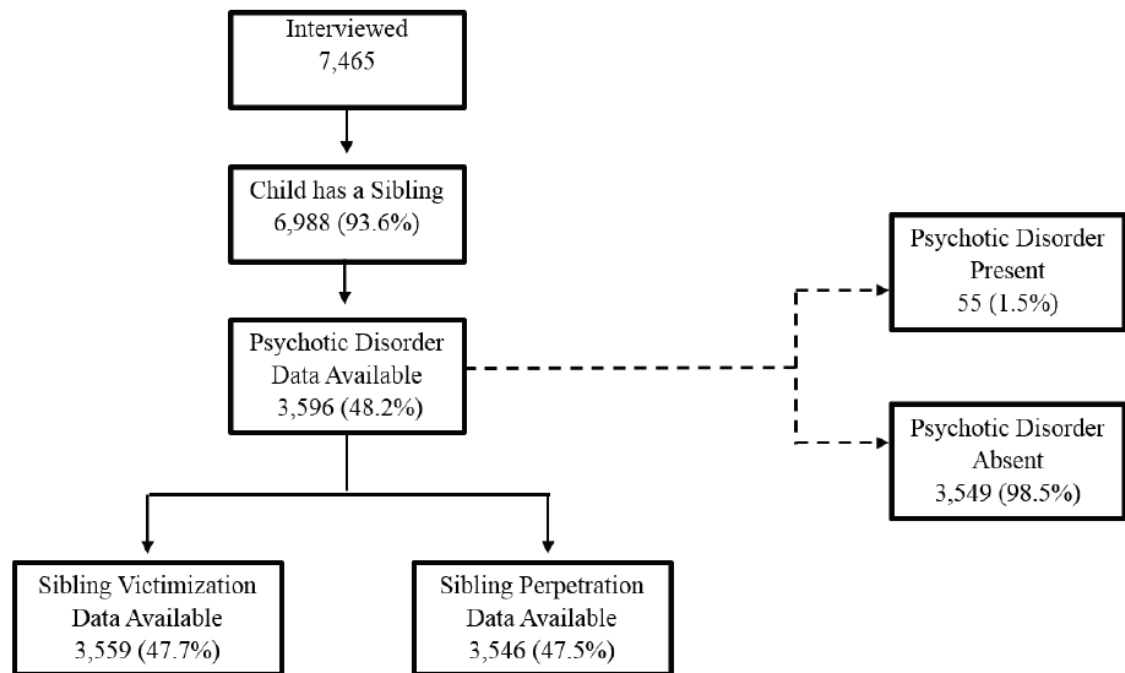 Interviewed
7,465
Child has a Sibling
6,988 (93.6%)
Psychotic Disorder
Data Available
3,596 (48.2%)
Psychotic Disorder
Present
55 (1.5%)
Psychotic Disorder
Absent
3,549 (98.5%)
Sibling Victimization
Data Available
3,559 (47.7%)
Sibling Perpetration
Data Available
3,546 (47.5%)